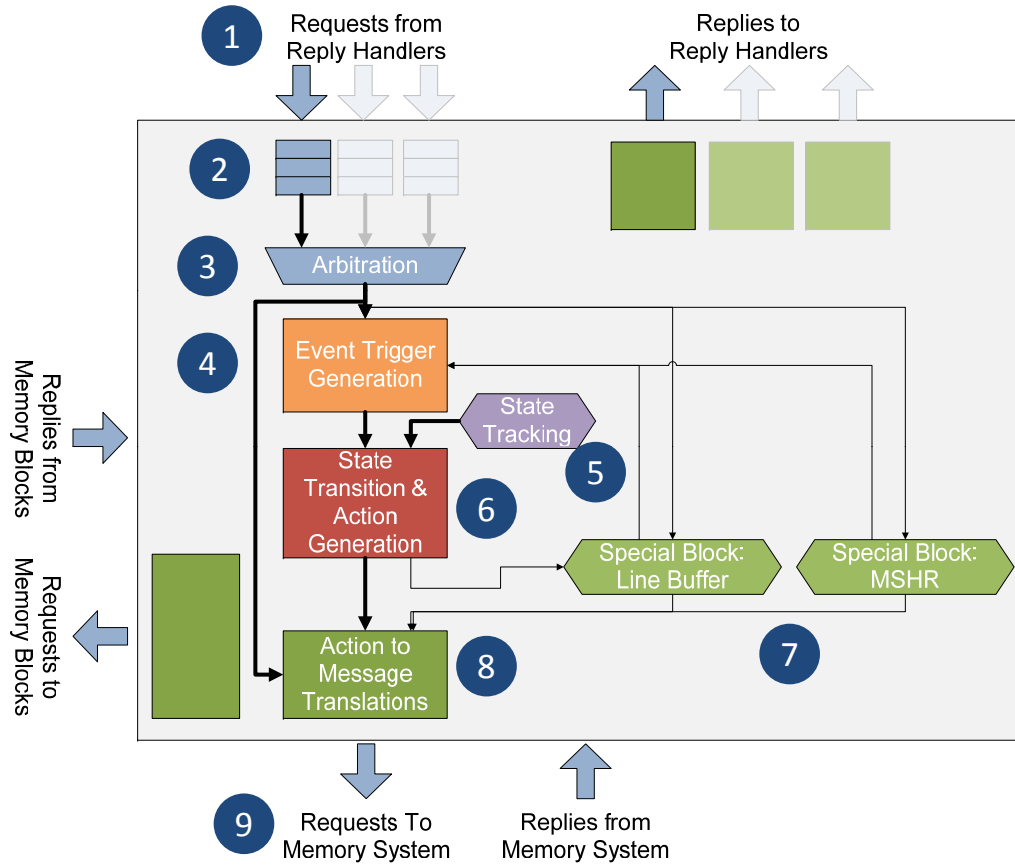 1
Requests from
Reply Handlers
Replies to
Reply Handlers
2
3
Arbitration
4
Event Trigger
Generation
Replies from
Memory Blocks
State
Tracking
5
State
Transition &
Action
Generation
6
Special Block:
Line Buffer
Special Block:
MSHR
Requests to
Memory Blocks
Action to
Message
Translations
8
7
9
Requests To
Memory System
Replies from
Memory System